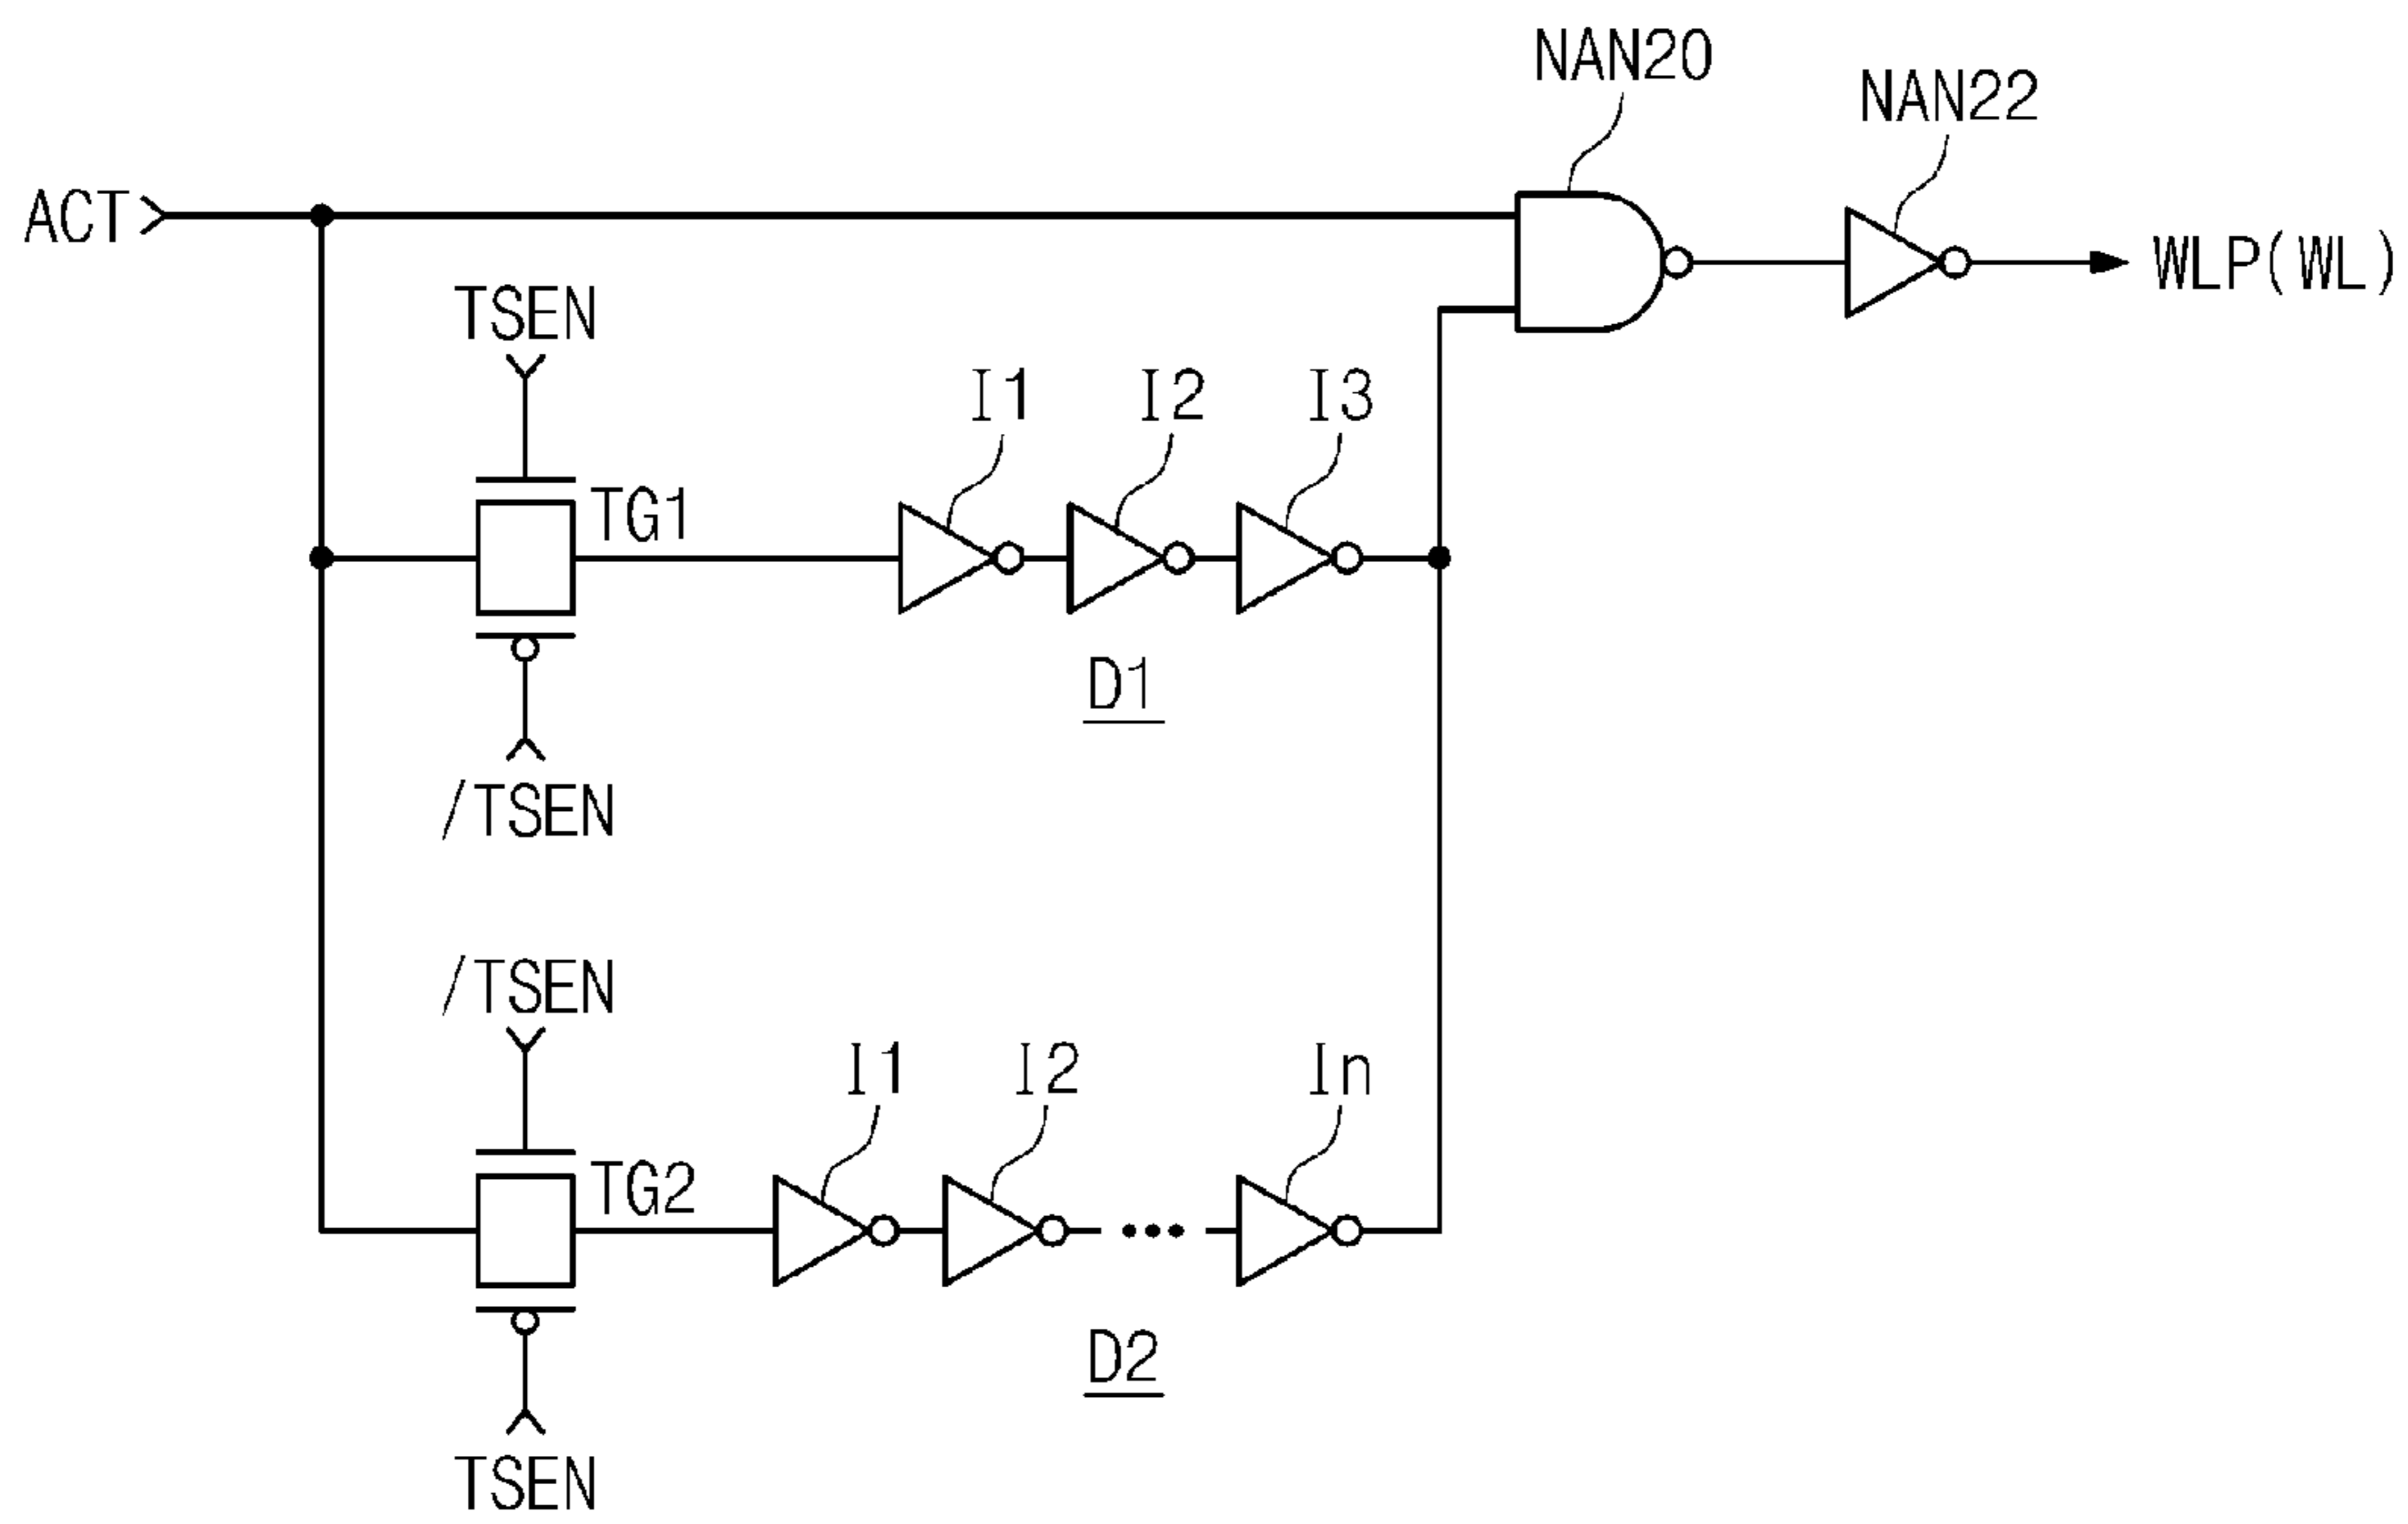 NAN20
NAN22
ACT
WLP(WL)
TSEN
I1
I2
I3
TG1
D1
/TSEN
/TSEN
I1
I2
In
TG2
D2
TSEN